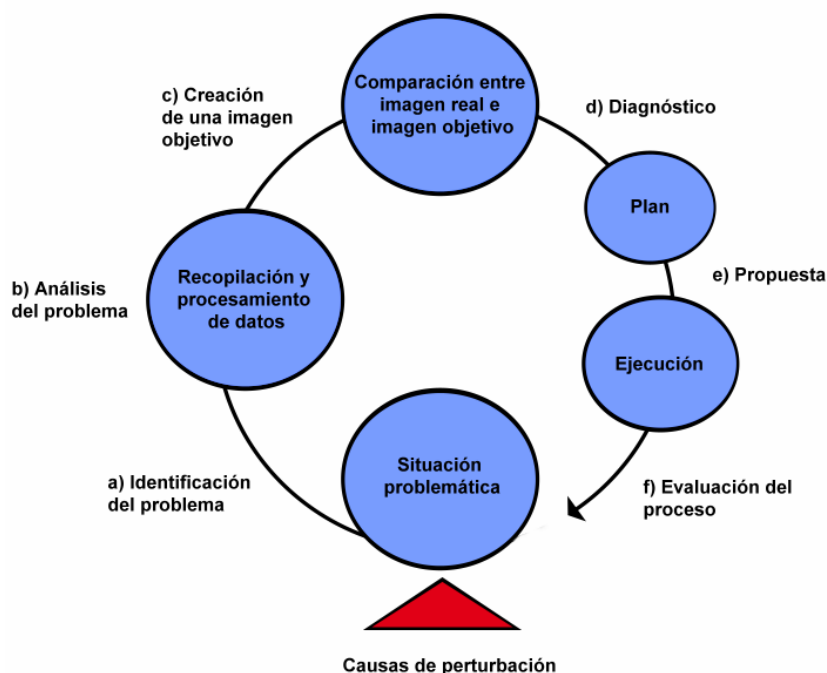 Comparación entre
imagen real e
imagen objetivo
c) Creación
de una imagen
objetivo
d) Diagnóstico
Plan
b) Análisis
del problema
Recopilación y
procesamiento
de datos
e) Propuesta
Ejecución
a) Identificación
del problema
Situación
problemática
f) Evaluación del
proceso
Causas de perturbación